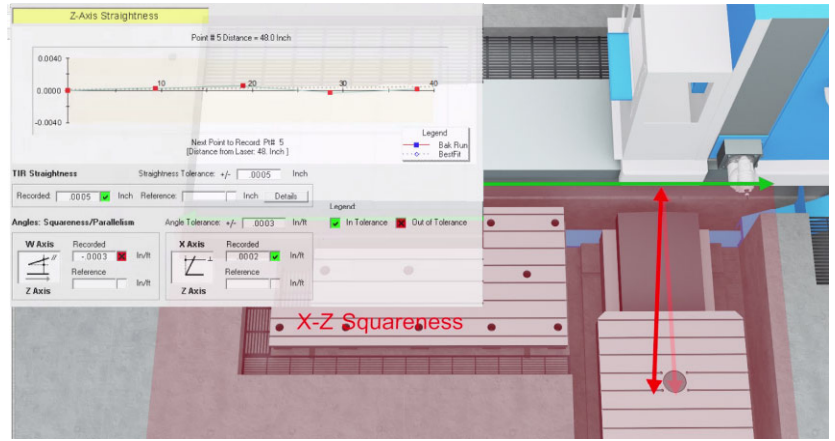 Z-Axis Straightness
Point # 5 Distance = 48.0 Inch
0.0040
0.0000
-0.0040
10
20
30
40
Next Point to Record: Pt# 5
[Distance from Laser: 48. Inch ]
Legend
Bak Run
BestFit
TIR Straightness
Straightness Tolerance: +/- .0005 Inch
Recorded: .0005 Inch Reference: Inch Details
Legend:
Angles: Squareness/Parallelism Angle Tolerance: +/- .0003 In/ft In Tolerance Out of Tolerance
W Axis Recorded
-.0003 In/ft
Reference
In/ft
Z Axis
X Axis Recorded
.0002 In/ft
Reference
In/ft
Z Axis
X-Z Squareness